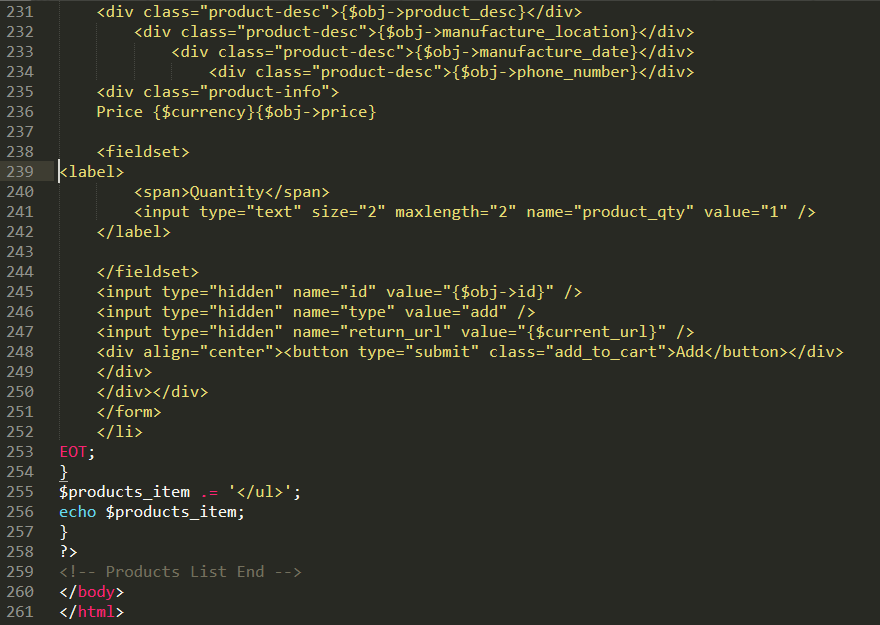 231 <div class="product-desc">{$obj->product_desc}</div>
232 <div class="product-desc">{$obj->manufacture_location}</div>
233 <div class="product-desc">{$obj->manufacture_date}</div>
234 <div class="product-desc">{$obj->phone_number}</div>
235 <div class="product-info">
236 Price {$currency}{$obj->price}
237
238 <fieldset>
239 <label>
240 <span>Quantity</span>
241 <input type="text" size="2" maxlength="2" name="product_qty" value="1" />
242 </label>
243
244 </fieldset>
245 <input type="hidden" name="id" value="{$obj->id}" />
246 <input type="hidden" name="type" value="add" />
247 <input type="hidden" name="return_url" value="{$current_url}" />
248 <div align="center"><button type="submit" class="add_to_cart">Add</button></div>
249 </div>
250 </div></div>
251 </form>
252 </li>
253 EOT;
254 }
255 $products_item .= '</ul>';
256 echo $products_item;
257 }
258 ?>
259 <!-- Products List End -->
260 </body>
261 </html>